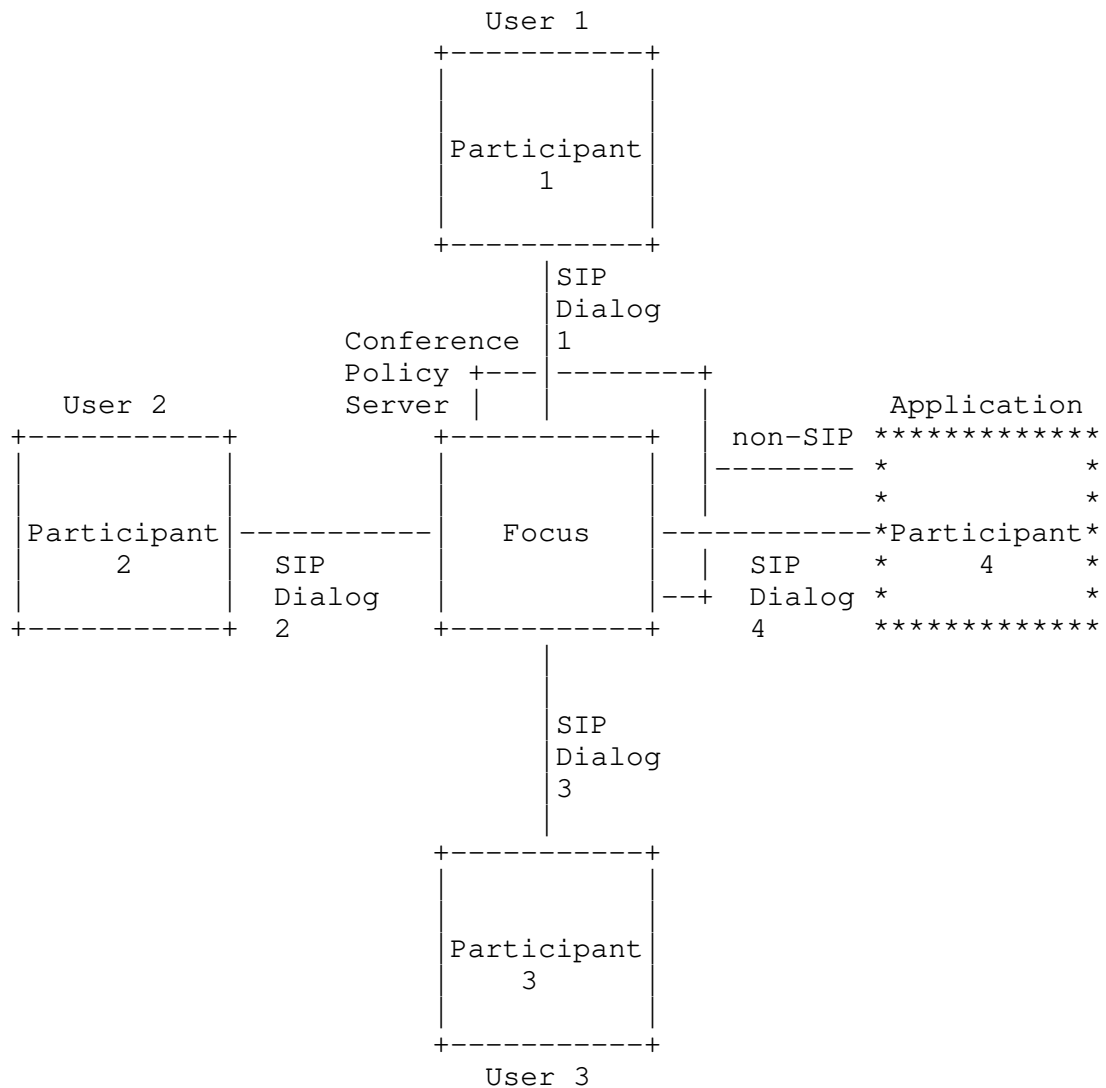 User 1
Participant
1
SIP
Dialog
1
Conference
Policy
Server
User 2
Application
non-SIP
Participant
2
Focus
Participant
4
SIP
Dialog
2
SIP
Dialog
4
SIP
Dialog
3
Participant
3
User 3